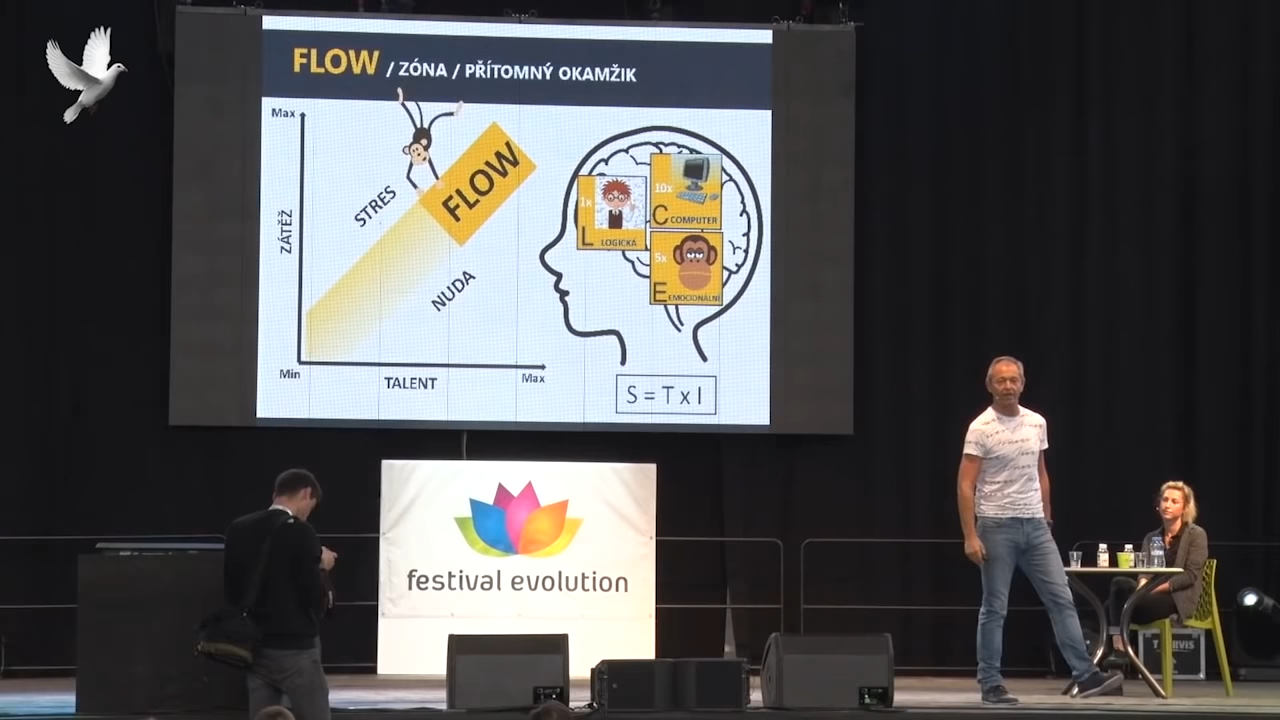 FLOW / ZÓNA / PŘÍTOMNÝ OKAMŽIK
Max
ZÁTĚŽ
STRES
FLOW
NUDA
Min
TALENT
Max
1x
L LOGICKÁ
10x
C COMPUTER
5x
E EMOCIONÁLNÍ
S = T x I
festival evolution